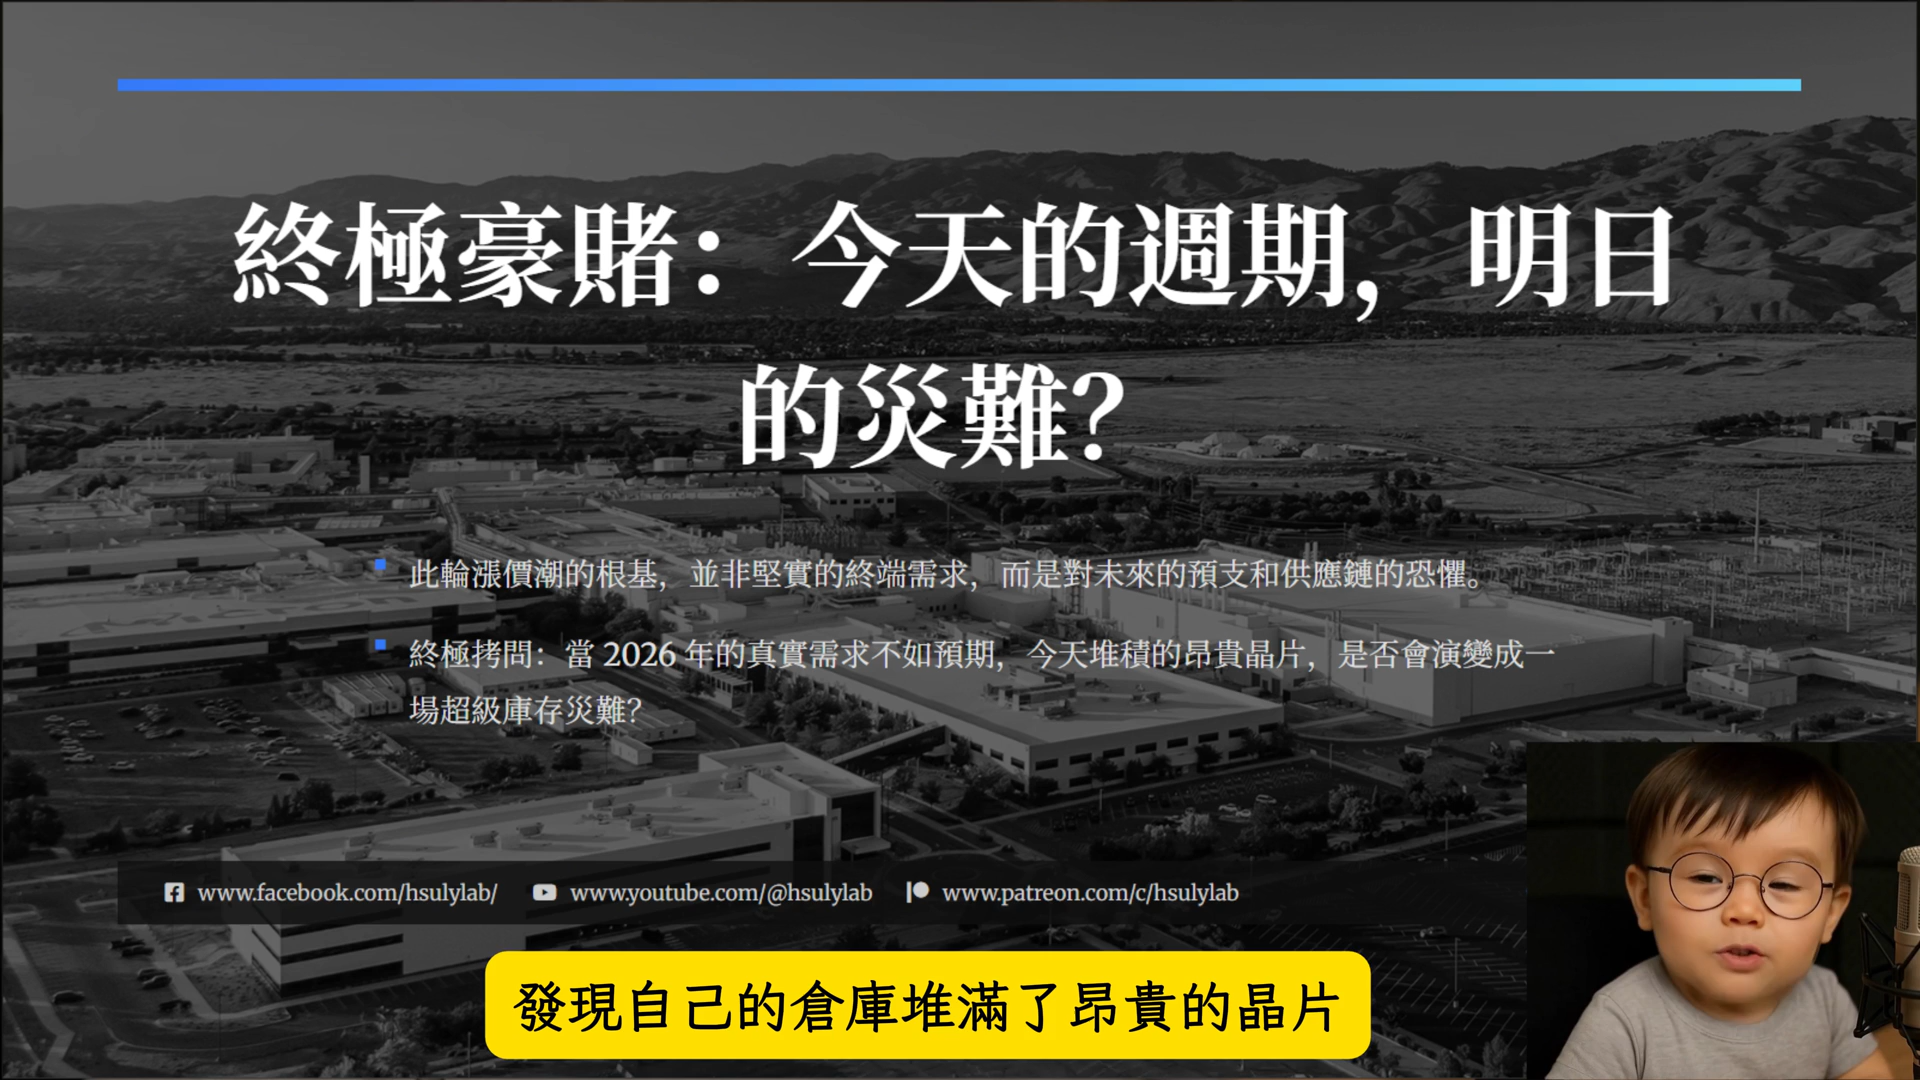 終極豪賭：今天的週期，明日
的災難？
此輪漲價潮的根基，並非堅實的終端需求，而是對未來的預支和供應鏈的恐懼。
終極拷問：當 2026 年的真實需求不如預期，今天堆積的昂貴晶片，是否會演變成一
場超級庫存災難？
www.facebook.com/hsulylab/ www.youtube.com/@hsulylab www.patreon.com/c/hsulylab
發現自己的倉庫堆滿了昂貴的晶片